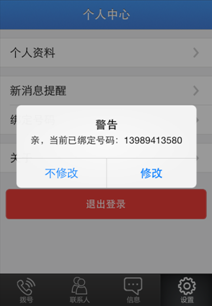 个人中心
个人资料
新消息提醒
警告
亲，当前已绑定号码：13989413580
不修改
修改
退出登录
拨号
联系人
信息
设置